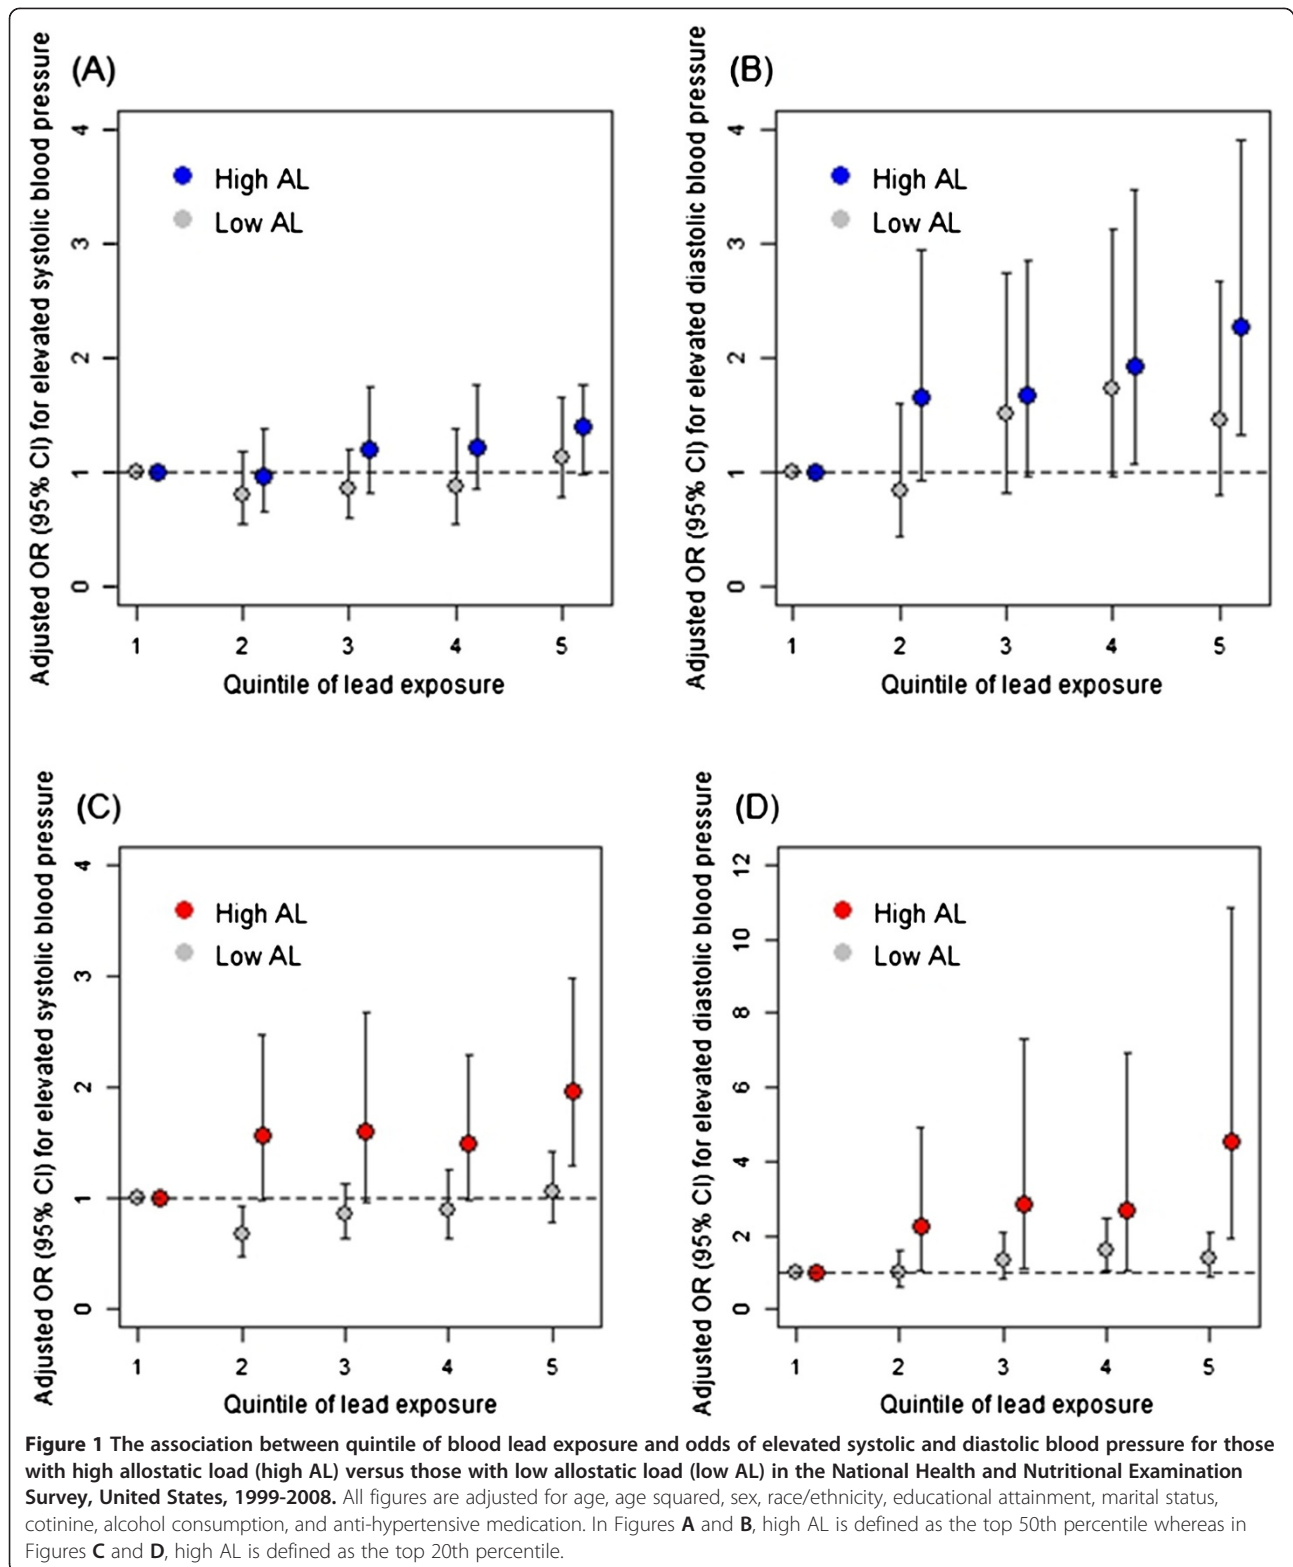 (A)
Adjusted OR (95% CI) for elevated systolic blood pressure
4
3
2
1
0
High AL
Low AL
1 2 3 4 5
Quintile of lead exposure
(B)
Adjusted OR (95% CI) for elevated diastolic blood pressure
4
3
2
1
0
High AL
Low AL
1 2 3 4 5
Quintile of lead exposure
(C)
Adjusted OR (95% CI) for elevated systolic blood pressure
4
3
2
1
0
High AL
Low AL
1 2 3 4 5
Quintile of lead exposure
(D)
Adjusted OR (95% CI) for elevated diastolic blood pressure
12
10
8
6
4
2
0
High AL
Low AL
1 2 3 4 5
Quintile of lead exposure
Figure 1 The association between quintile of blood lead exposure and odds of elevated systolic and diastolic blood pressure for those
with high allostatic load (high AL) versus those with low allostatic load (low AL) in the National Health and Nutritional Examination
Survey, United States, 1999-2008. All figures are adjusted for age, age squared, sex, race/ethnicity, educational attainment, marital status,
cotinine, alcohol consumption, and anti-hypertensive medication. In Figures A and B, high AL is defined as the top 50th percentile whereas in
Figures C and D, high AL is defined as the top 20th percentile.